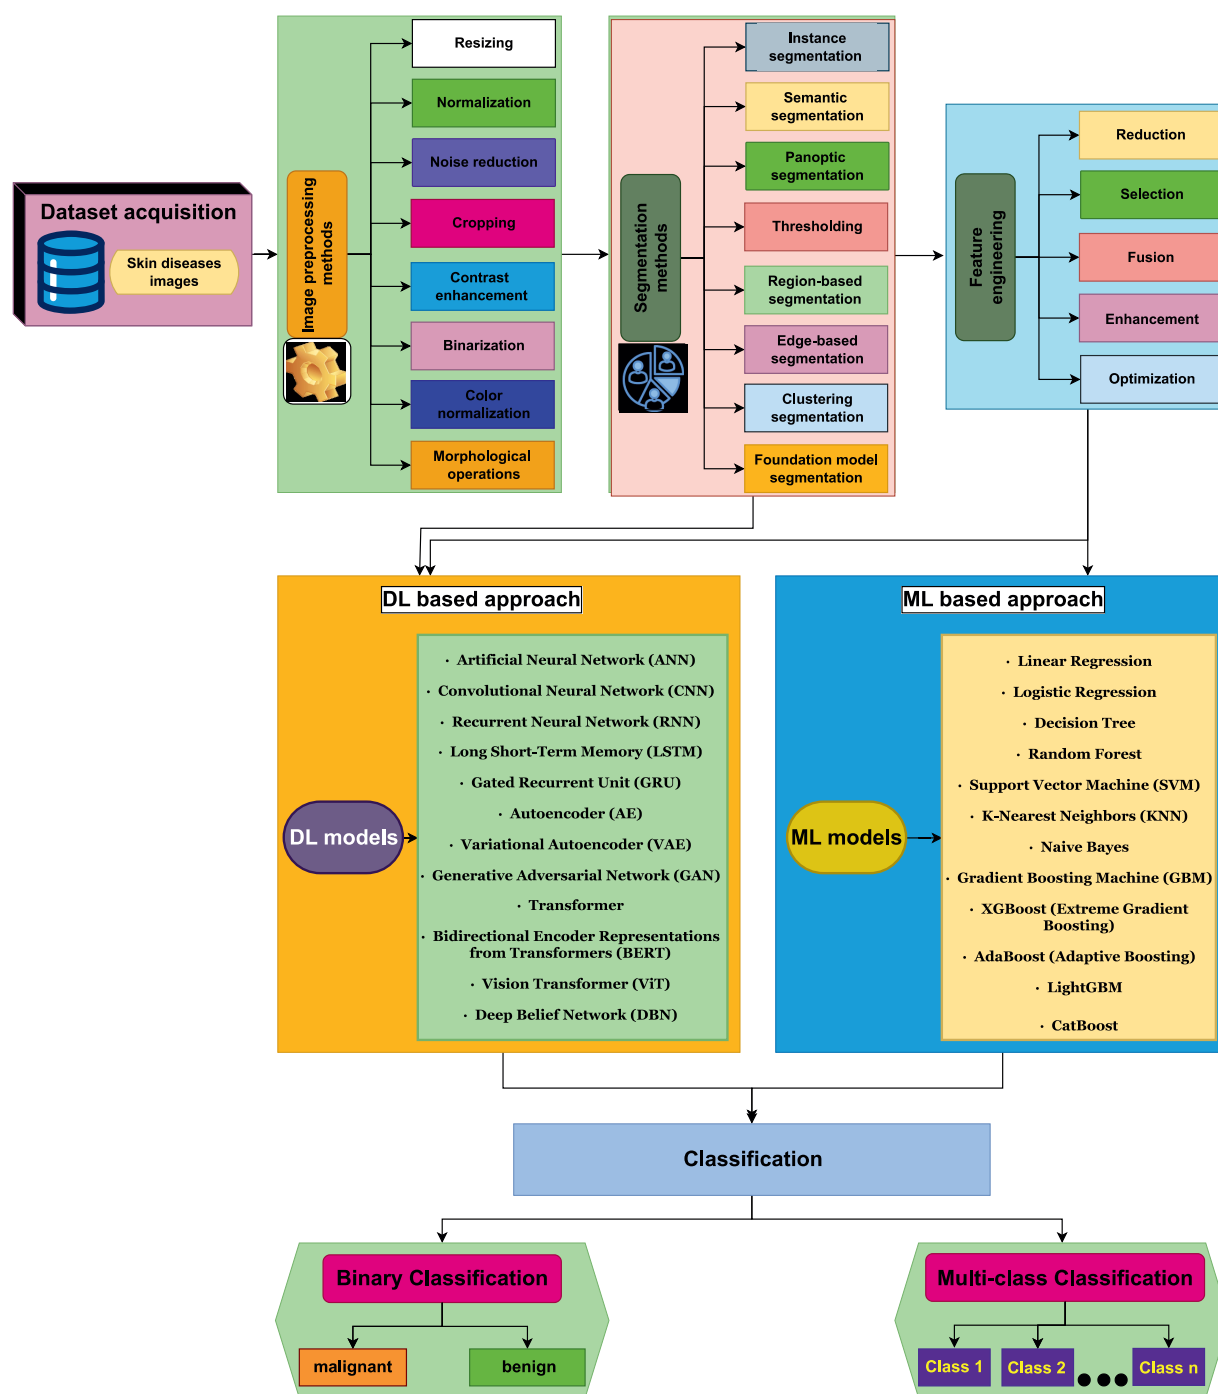 Dataset acquisition
Skin diseases
images
Image preprocessing
methods
Resizing
Normalization
Noise reduction
Cropping
Contrast
enhancement
Binarization
Color
normalization
Morphological
operations
Segmentation
methods
Instance
segmentation
Semantic
segmentation
Panoptic
segmentation
Thresholding
Region-based
segmentation
Edge-based
segmentation
Clustering
segmentation
Foundation model
segmentation
Feature
engineering
Reduction
Selection
Fusion
Enhancement
Optimization
DL based approach
DL models
· Artificial Neural Network (ANN)
· Convolutional Neural Network (CNN)
· Recurrent Neural Network (RNN)
· Long Short-Term Memory (LSTM)
· Gated Recurrent Unit (GRU)
· Autoencoder (AE)
· Variational Autoencoder (VAE)
· Generative Adversarial Network (GAN)
· Transformer
· Bidirectional Encoder Representations
from Transformers (BERT)
· Vision Transformer (ViT)
· Deep Belief Network (DBN)
ML based approach
ML models
· Linear Regression
· Logistic Regression
· Decision Tree
· Random Forest
· Support Vector Machine (SVM)
· K-Nearest Neighbors (KNN)
· Naive Bayes
· Gradient Boosting Machine (GBM)
· XGBoost (Extreme Gradient
Boosting)
· AdaBoost (Adaptive Boosting)
· LightGBM
· CatBoost
Classification
Binary Classification
malignant
benign
Multi-class Classification
Class 1
Class 2
Class n